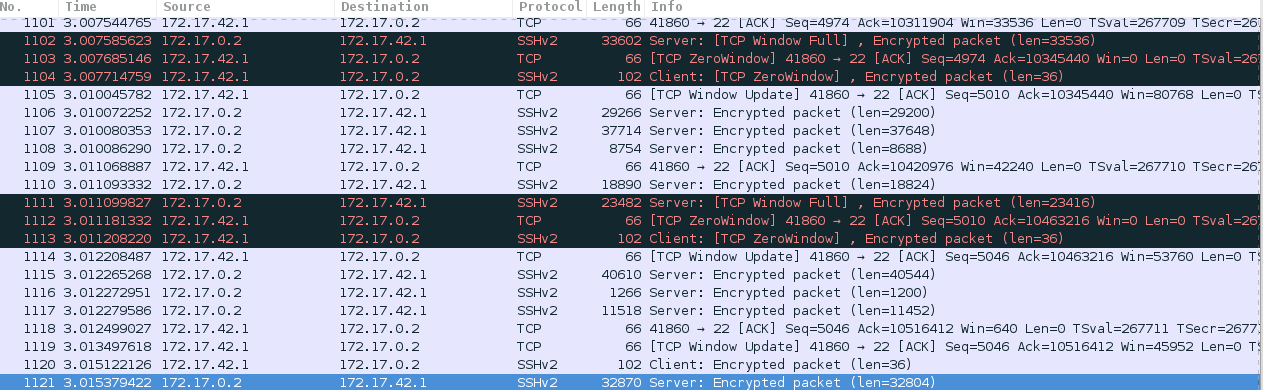 No. Time Source Destination Protocol Length Info
1101 3.007544765 172.17.42.1 172.17.0.2 TCP 66 41860 → 22 [ACK] Seq=4974 Ack=10311904 Win=33536 Len=0 TSval=267709 TSecr=26
1102 3.007585623 172.17.0.2 172.17.42.1 SSHv2 33602 Server: [TCP Window Full] , Encrypted packet (len=33536)
1103 3.007685146 172.17.42.1 172.17.0.2 TCP 66 [TCP ZeroWindow] 41860 → 22 [ACK] Seq=4974 Ack=10345440 Win=0 Len=0 TSval=26
1104 3.007714759 172.17.42.1 172.17.0.2 SSHv2 102 Client: [TCP ZeroWindow] , Encrypted packet (len=36)
1105 3.010045782 172.17.42.1 172.17.0.2 TCP 66 [TCP Window Update] 41860 → 22 [ACK] Seq=5010 Ack=10345440 Win=80768 Len=0 TS
1106 3.010072252 172.17.0.2 172.17.42.1 SSHv2 29266 Server: Encrypted packet (len=29200)
1107 3.010080353 172.17.0.2 172.17.42.1 SSHv2 37714 Server: Encrypted packet (len=37648)
1108 3.010086290 172.17.0.2 172.17.42.1 SSHv2 8754 Server: Encrypted packet (len=8688)
1109 3.011068887 172.17.42.1 172.17.0.2 TCP 66 41860 → 22 [ACK] Seq=5010 Ack=10420976 Win=42240 Len=0 TSval=267710 TSecr=267
1110 3.011093332 172.17.0.2 172.17.42.1 SSHv2 18890 Server: Encrypted packet (len=18824)
1111 3.011099827 172.17.0.2 172.17.42.1 SSHv2 23482 Server: [TCP Window Full] , Encrypted packet (len=23416)
1112 3.011181332 172.17.42.1 172.17.0.2 TCP 66 [TCP ZeroWindow] 41860 → 22 [ACK] Seq=5010 Ack=10463216 Win=0 Len=0 TSval=26
1113 3.011208220 172.17.42.1 172.17.0.2 SSHv2 102 Client: [TCP ZeroWindow] , Encrypted packet (len=36)
1114 3.012208487 172.17.42.1 172.17.0.2 TCP 66 [TCP Window Update] 41860 → 22 [ACK] Seq=5046 Ack=10463216 Win=53760 Len=0 TS
1115 3.012265268 172.17.0.2 172.17.42.1 SSHv2 40610 Server: Encrypted packet (len=40544)
1116 3.012272951 172.17.0.2 172.17.42.1 SSHv2 1266 Server: Encrypted packet (len=1200)
1117 3.012279586 172.17.0.2 172.17.42.1 SSHv2 11518 Server: Encrypted packet (len=11452)
1118 3.012499027 172.17.42.1 172.17.0.2 TCP 66 41860 → 22 [ACK] Seq=5046 Ack=10516412 Win=640 Len=0 TSval=267711 TSecr=2677
1119 3.013497618 172.17.42.1 172.17.0.2 TCP 66 [TCP Window Update] 41860 → 22 [ACK] Seq=5046 Ack=10516412 Win=45952 Len=0 TS
1120 3.015122126 172.17.42.1 172.17.0.2 SSHv2 102 Client: Encrypted packet (len=36)
1121 3.015379422 172.17.0.2 172.17.42.1 SSHv2 32870 Server: Encrypted packet (len=32804)